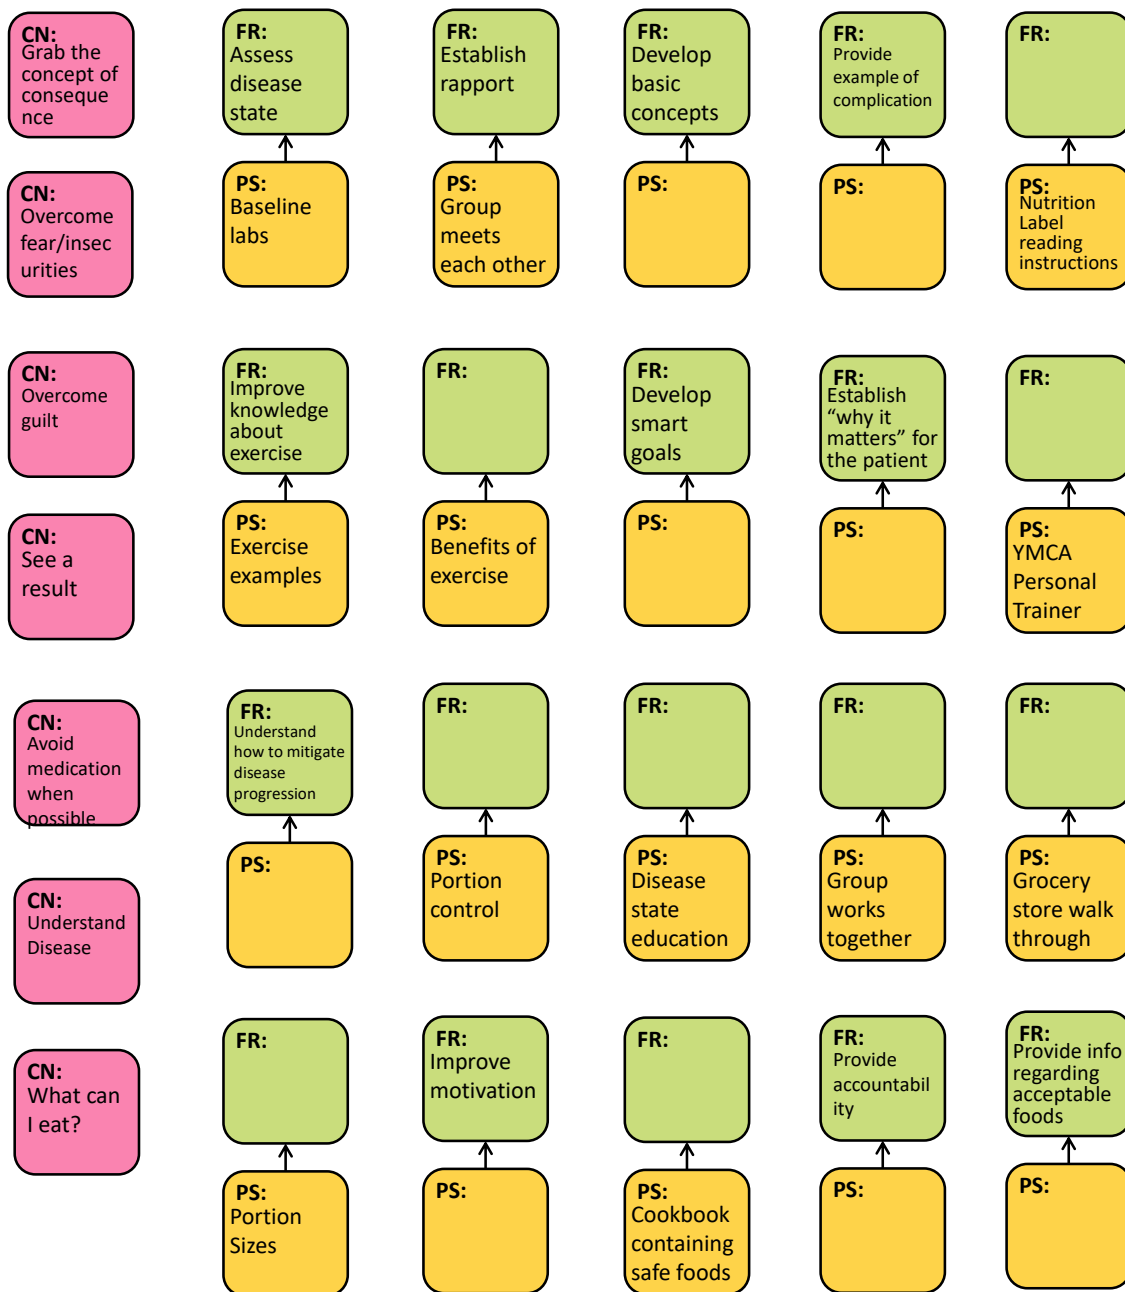 CN:
Grab the
concept of
conseque
nce
FR:
Assess
disease
state
FR:
Establish
rapport
FR:
Develop
basic
concepts
FR:
Provide
example of
complication
FR:
CN:
Overcome
fear/insec
urities
PS:
Baseline
labs
PS:
Group
meets
each other
PS:
PS:
PS:
Nutrition
Label
reading
instructions
CN:
Overcome
guilt
FR:
Improve
knowledge
about
exercise
FR:
FR:
Develop
smart
goals
FR:
Establish
“why it
matters” for
the patient
FR:
CN:
See a
result
PS:
Exercise
examples
PS:
Benefits of
exercise
PS:
PS:
PS:
YMCA
Personal
Trainer
CN:
Avoid
medication
when
possible
FR:
Understand
how to mitigate
disease
progression
FR:
FR:
FR:
FR:
CN:
Understand
Disease
PS:
PS:
Portion
control
PS:
Disease
state
education
PS:
Group
works
together
PS:
Grocery
store walk
through
CN:
What can
I eat?
FR:
FR:
Improve
motivation
FR:
FR:
Provide
accountabil
ity
FR:
Provide info
regarding
acceptable
foods
PS:
Portion
Sizes
PS:
PS:
Cookbook
containing
safe foods
PS:
PS: